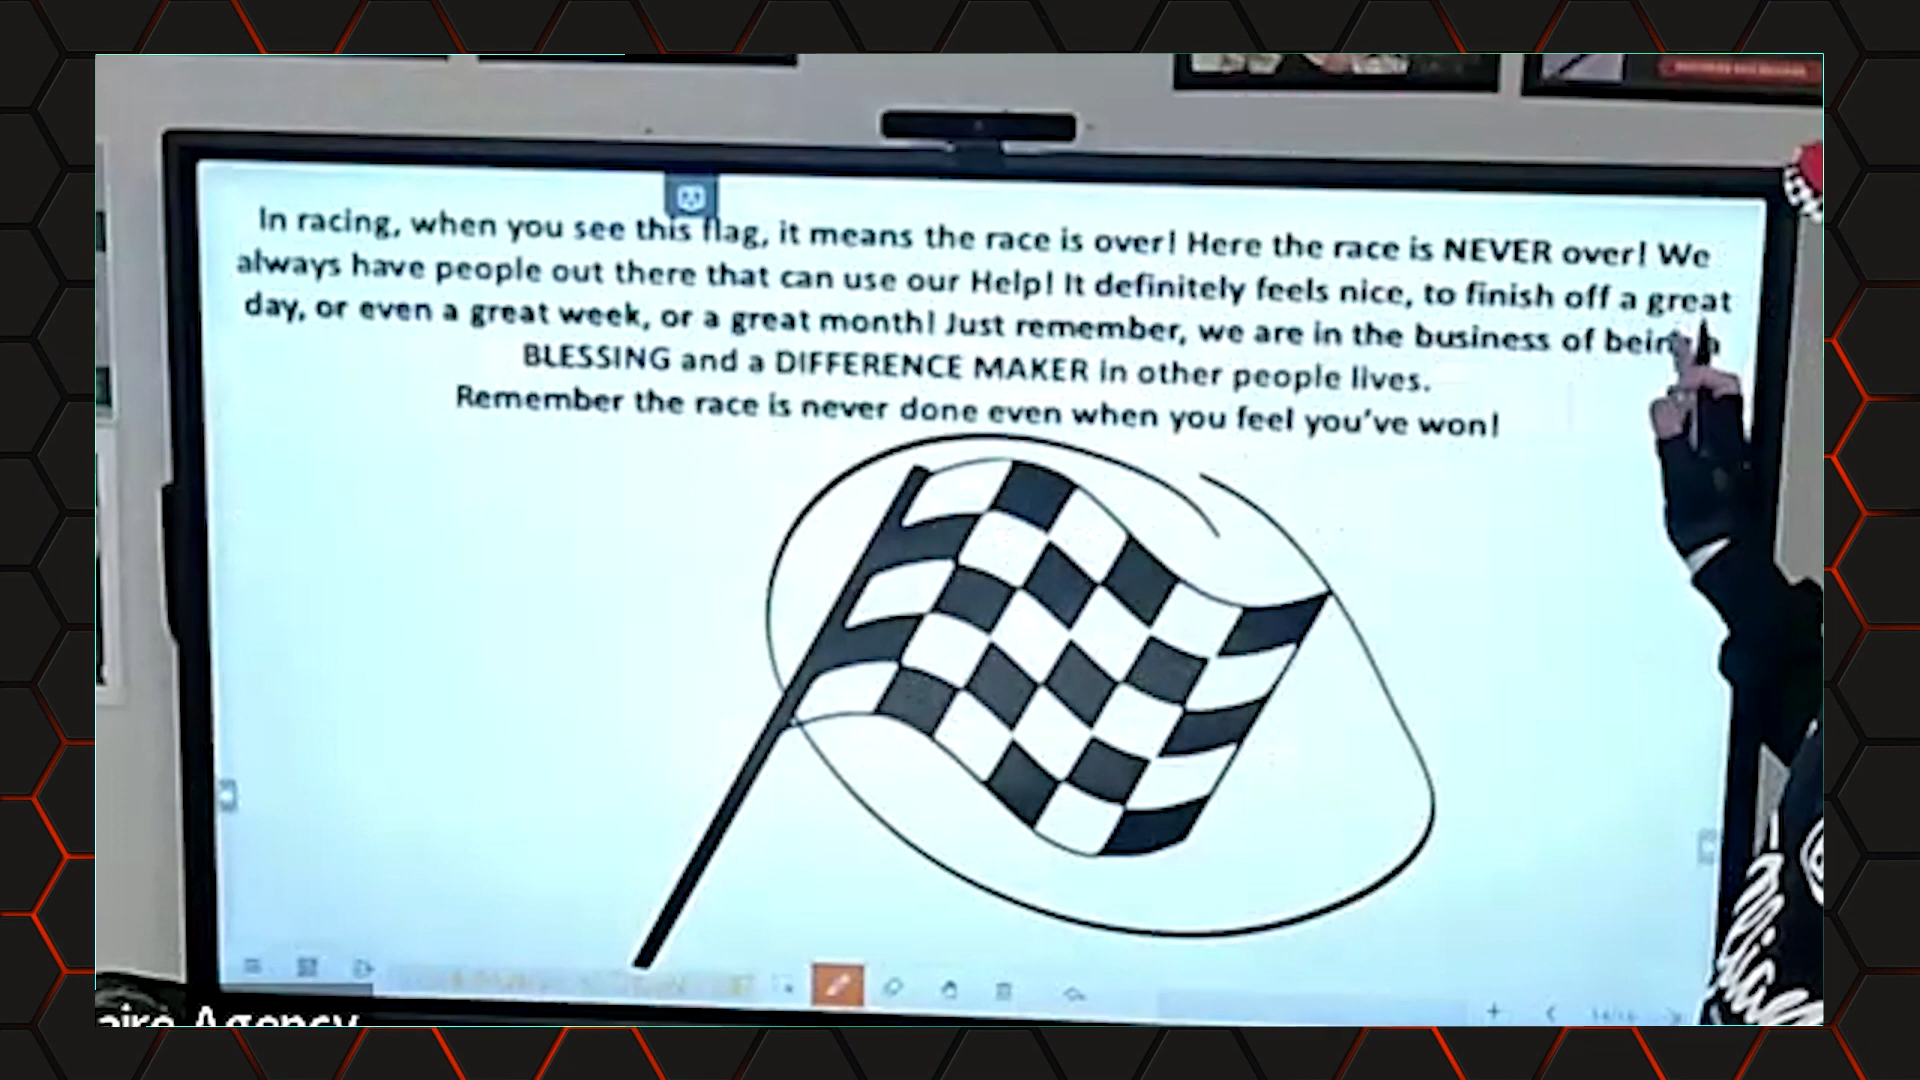 In racing, when you see this flag, it means the race is over! Here the race is NEVER over! We
always have people out there that can use our Help! It definitely feels nice, to finish off a great
day, or even a great week, or a great month! Just remember, we are in the business of being a
BLESSING and a DIFFERENCE MAKER in other people lives.
Remember the race is never done even when you feel you've won!
aire Agency